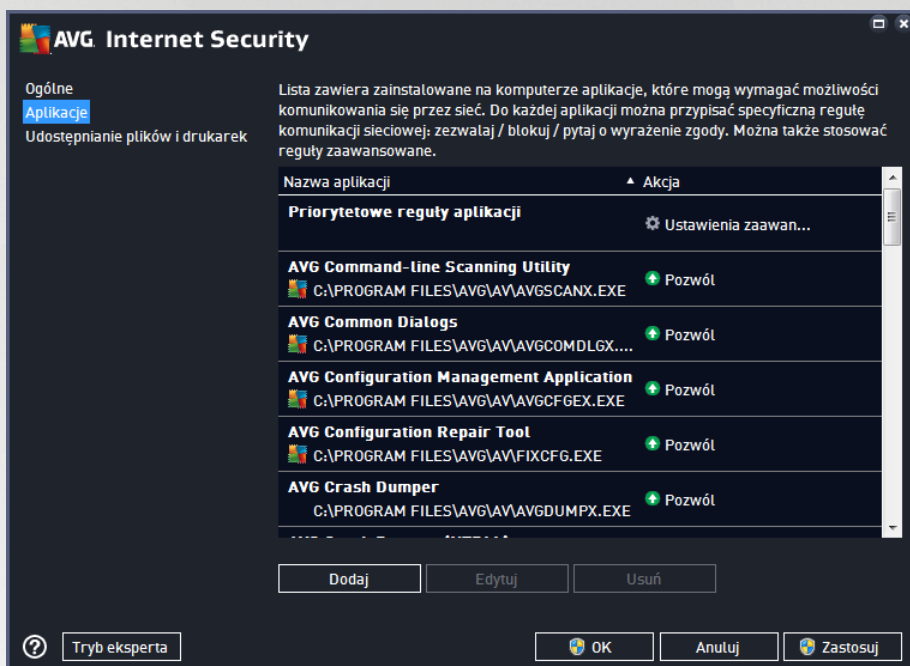 AVG Internet Security
Ogólne
Aplikacje
Udostępnianie plików i drukarek
Lista zawiera zainstalowane na komputerze aplikacje, które mogą wymagać możliwości
komunikowania się przez sieć. Do każdej aplikacji można przypisać specyficzną regułę
komunikacji sieciowej: zezwalaj / blokuj / pytaj o wyrażenie zgody. Można także stosować
reguły zaawansowane.
Nazwa aplikacji Akcja
Priorytetowe reguły aplikacji
Ustawienia zaawan...
AVG Command-line Scanning Utility
C:\PROGRAM FILES\AVG\AV\AVGSCANX.EXE
Pozwól
AVG Common Dialogs
C:\PROGRAM FILES\AVG\AV\AVGCOMDLGX....
Pozwól
AVG Configuration Management Application
C:\PROGRAM FILES\AVG\AV\AVGCFGEX.EXE
Pozwól
AVG Configuration Repair Tool
C:\PROGRAM FILES\AVG\AV\FIXCFG.EXE
Pozwól
AVG Crash Dumper
C:\PROGRAM FILES\AVG\AV\AVGDUMPX.EXE
Pozwól
Dodaj Edytuj Usuń
Tryb eksperta OK Anuluj Zastosuj